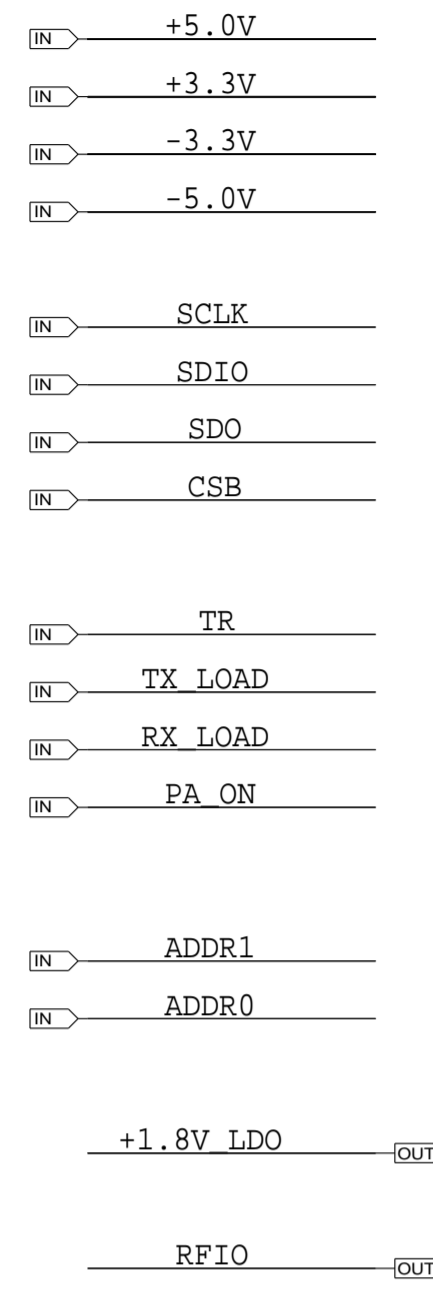 IN +5.0V
IN +3.3V
IN -3.3V
IN -5.0V
IN SCLK
IN SDIO
IN SDO
IN CSB
IN TR
IN TX_LOAD
IN RX_LOAD
IN PA_ON
IN ADDR1
IN ADDR0
+1.8V_LDO OUT
RFIO OUT